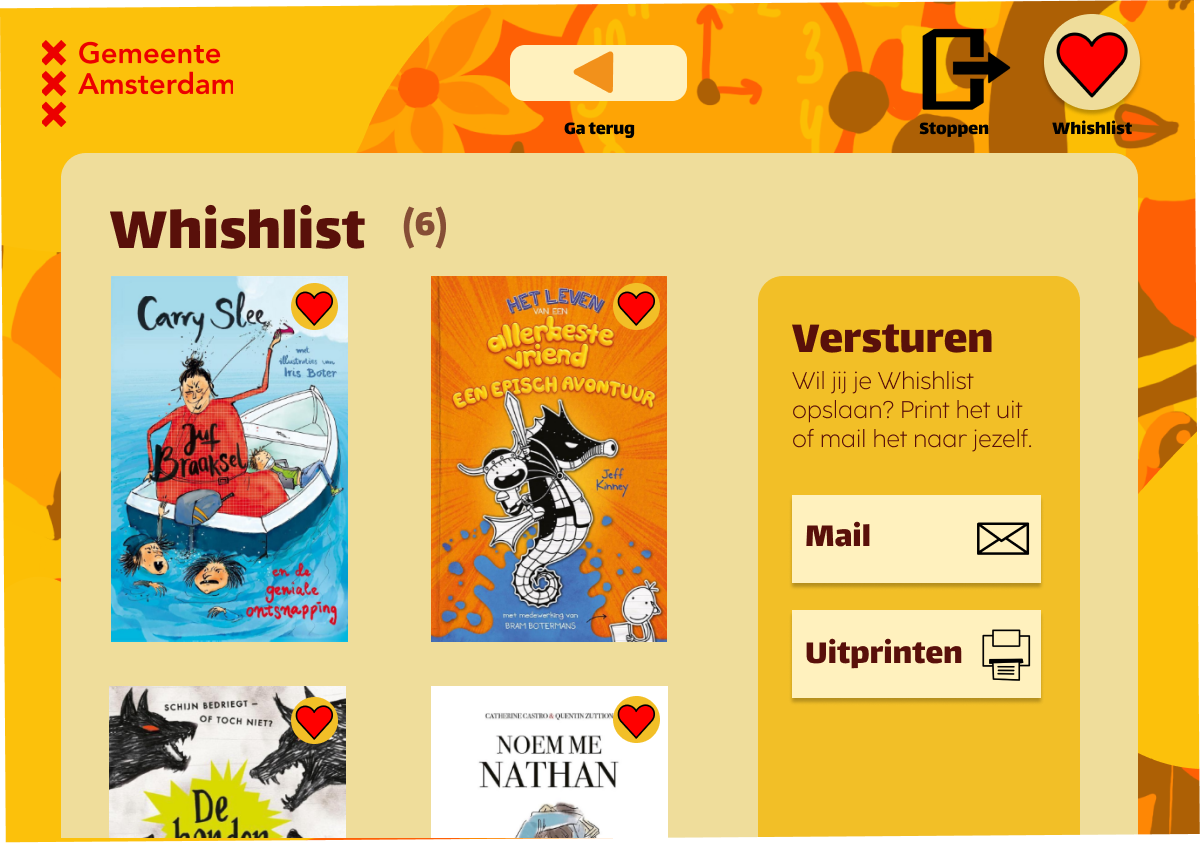 Gemeente
Amsterdam
Ga terug
Stoppen
Whishlist
Whishlist (6)
Carry Slee
met
illustraties van
Iris Boter
Juf
Braaksel
en de
geniale
ontsnapping
HET LEVEN
VAN EEN
allerbeste
vriend
EEN EPISCH AVONTUUR
Jeff
Kinney
met medewerking van
BRAM BOTERMANS
Versturen
Wil jij je Whishlist
opslaan? Print het uit
of mail het naar jezelf.
Mail
Uitprinten
SCHIJN BEDRIEGT –
OF TOCH NIET?
De
honden
CATHERINE CASTRO & QUENTIN ZUTTION
NOEM ME
NATHAN